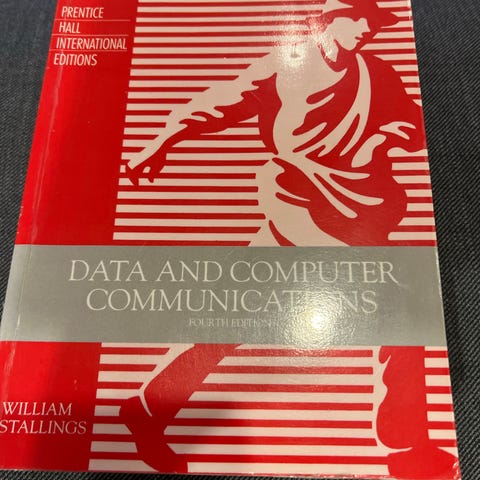 PRENTICE
HALL
INTERNATIONAL
EDITIONS
DATA AND COMPUTER
COMMUNICATIONS
FOURTH EDITION
WILLIAM
STALLINGS